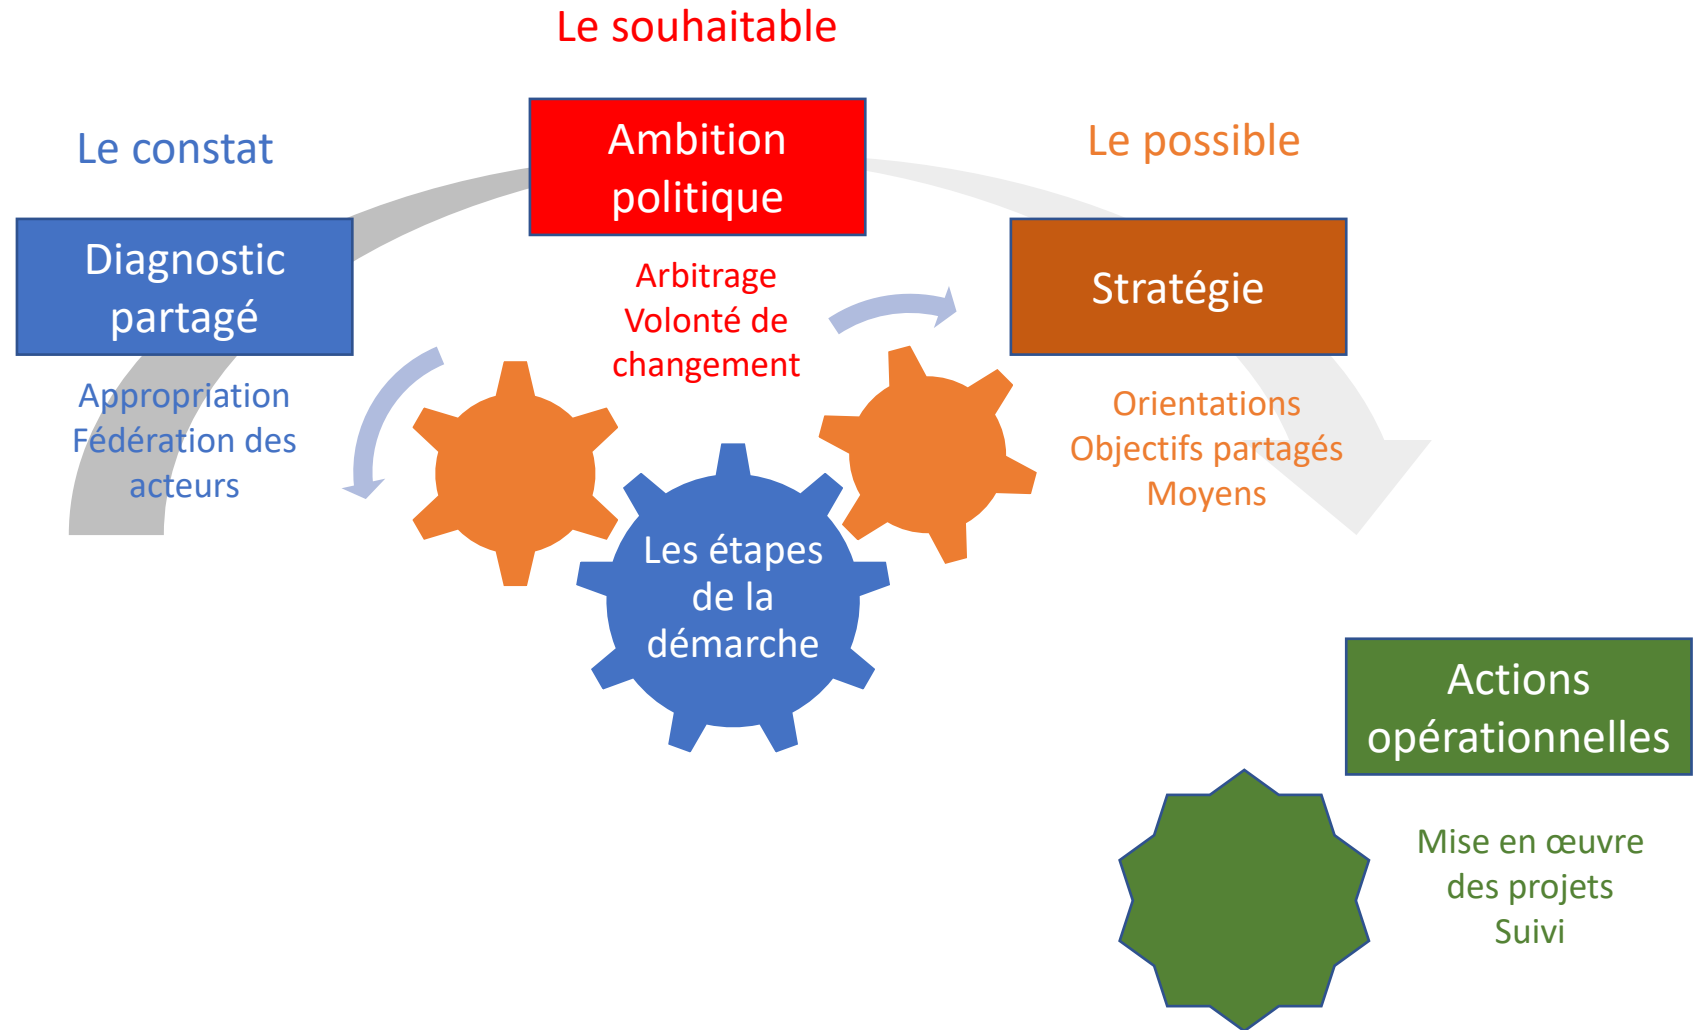 Le souhaitable
Le constat
Ambition
politique
Le possible
Diagnostic
partagé
Arbitrage
Volonté de
changement
Stratégie
Appropriation
Fédération des
acteurs
Orientations
Objectifs partagés
Moyens
Les étapes
de la
démarche
Actions
opérationnelles
Mise en œuvre
des projets
Suivi